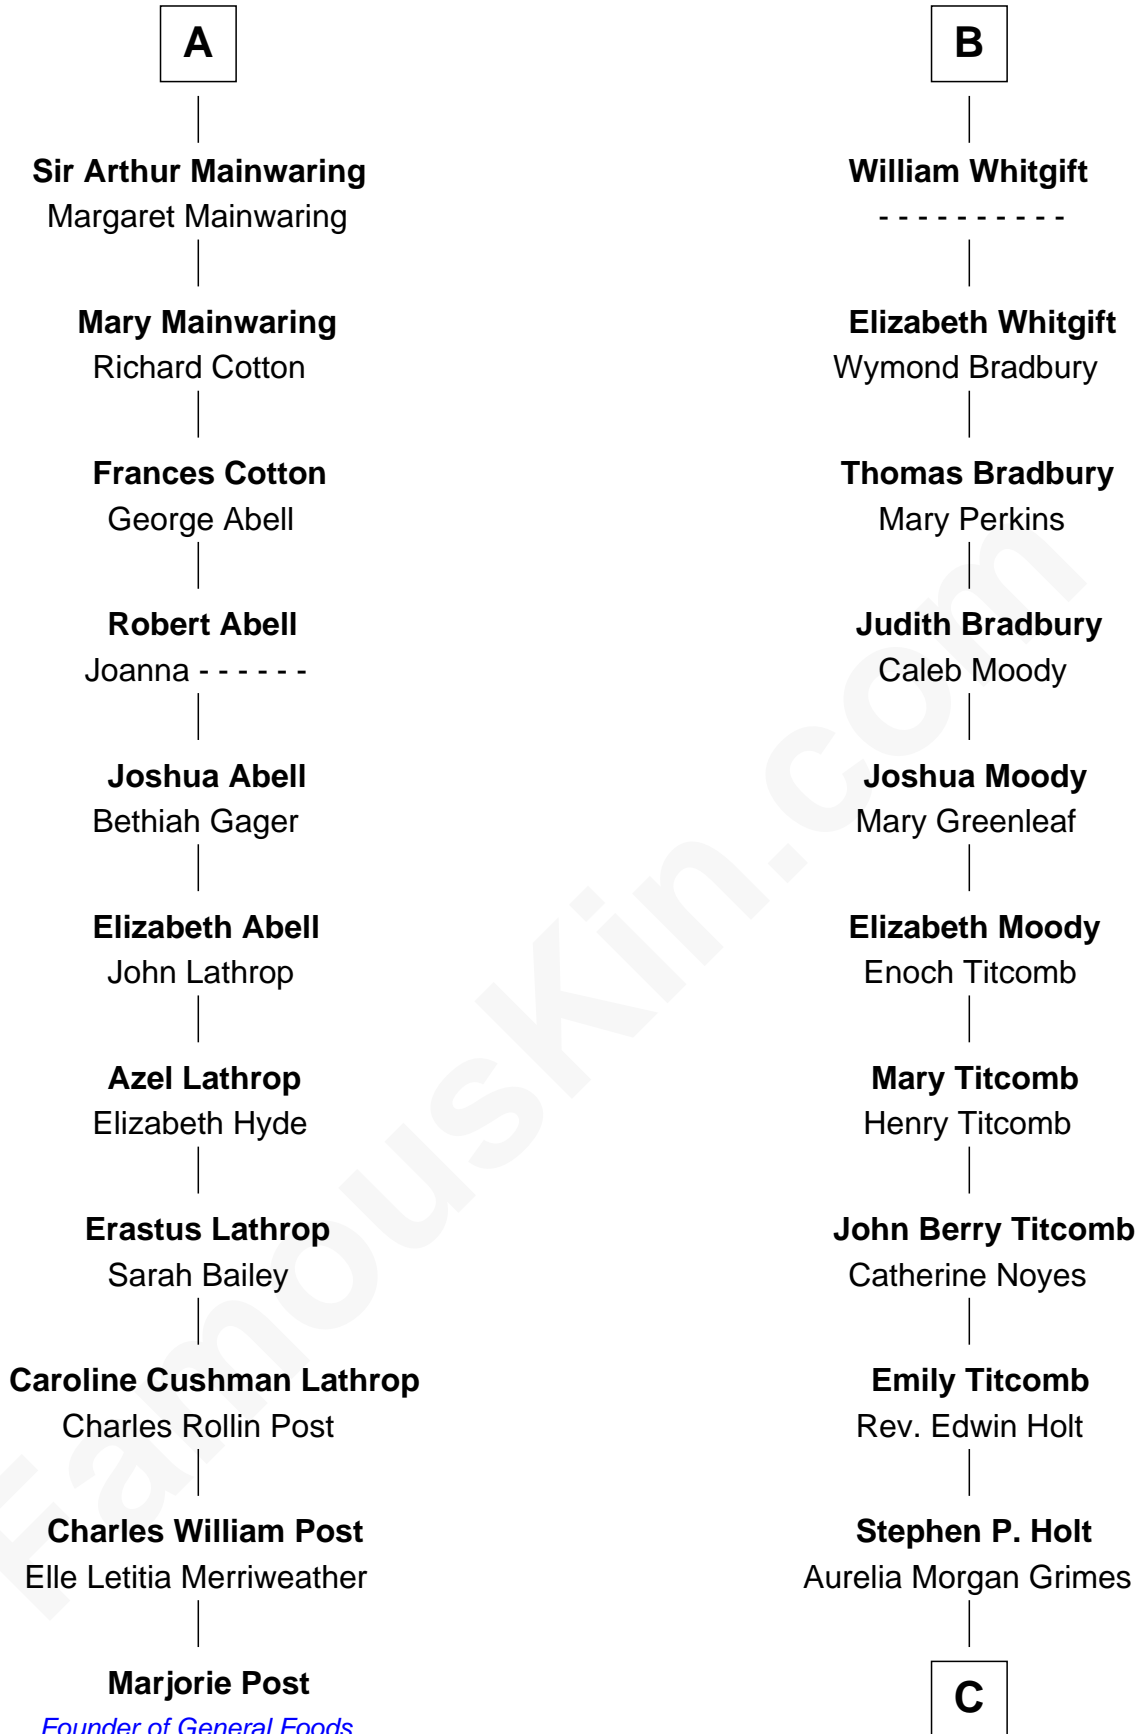 A
Sir Arthur Mainwaring
Margaret Mainwaring
Mary Mainwaring
Richard Cotton
Frances Cotton
George Abell
Robert Abell
Joanna - - - - - -
Joshua Abell
Bethiah Gager
Elizabeth Abell
John Lathrop
Azel Lathrop
Elizabeth Hyde
Erastus Lathrop
Sarah Bailey
Caroline Cushman Lathrop
Charles Rollin Post
Charles William Post
Elle Letitia Merriweather
Marjorie Post
Founder of General Foods
B
William Whitgift
- - - - - - - - - -
Elizabeth Whitgift
Wymond Bradbury
Thomas Bradbury
Mary Perkins
Judith Bradbury
Caleb Moody
Joshua Moody
Mary Greenleaf
Elizabeth Moody
Enoch Titcomb
Mary Titcomb
Henry Titcomb
John Berry Titcomb
Catherine Noyes
Emily Titcomb
Rev. Edwin Holt
Stephen P. Holt
Aurelia Morgan Grimes
C
FamousKin.com